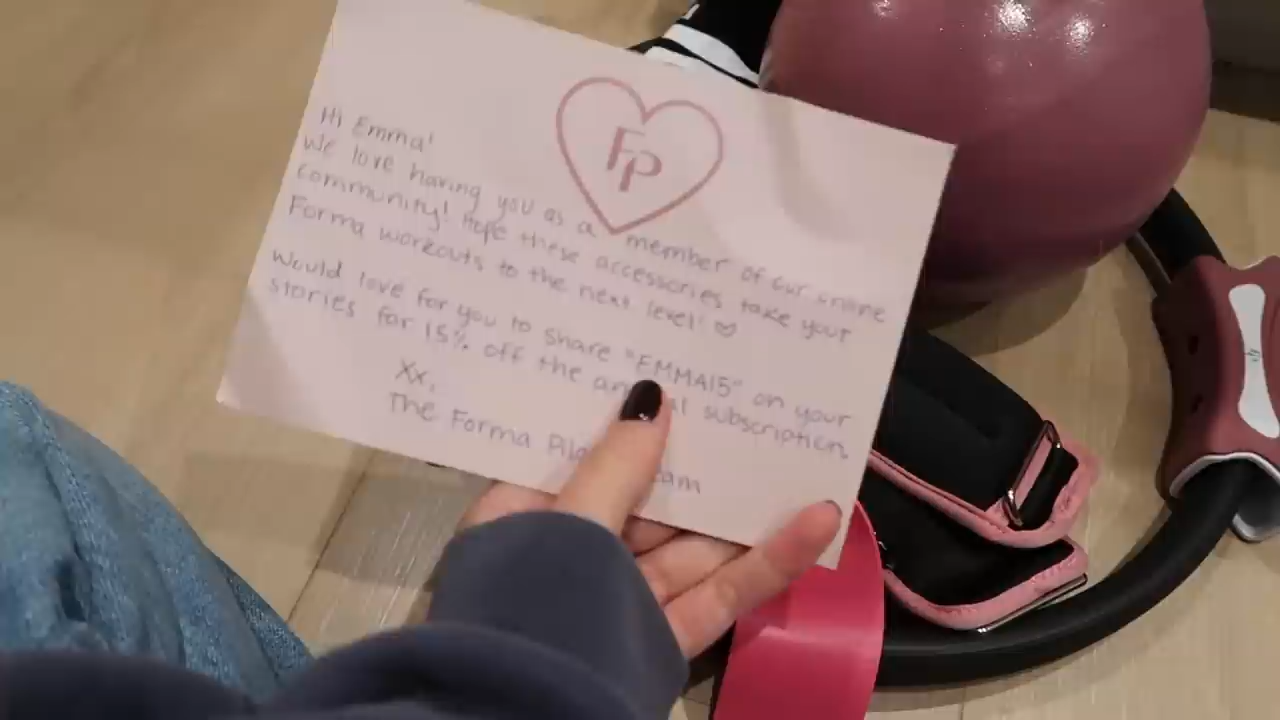 FP
Hi Emma!
We love having you as a member of our online
community! Hope these accessories take your
Forma workouts to the next level! ♡
Would love for you to share "EMMA15" on your
stories for 15% off the subscription.
Xx,
The Forma